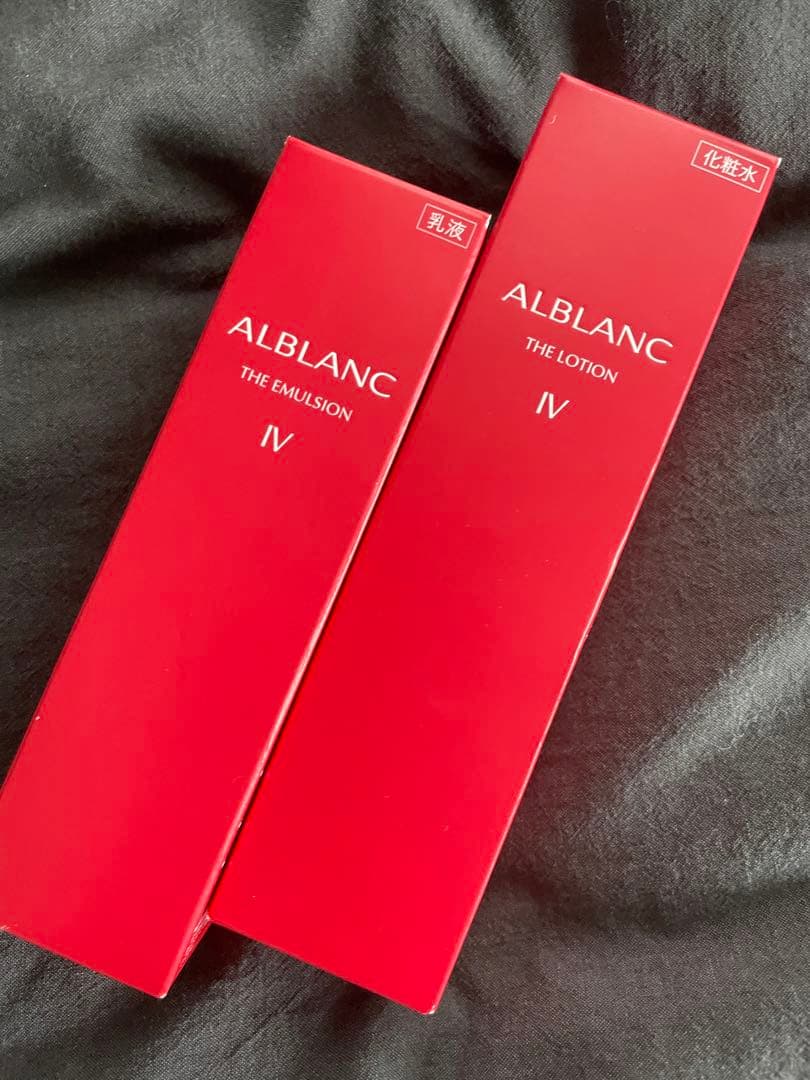 乳液
ALBLANC
THE EMULSION
IV
化粧水
ALBLANC
THE LOTION
IV